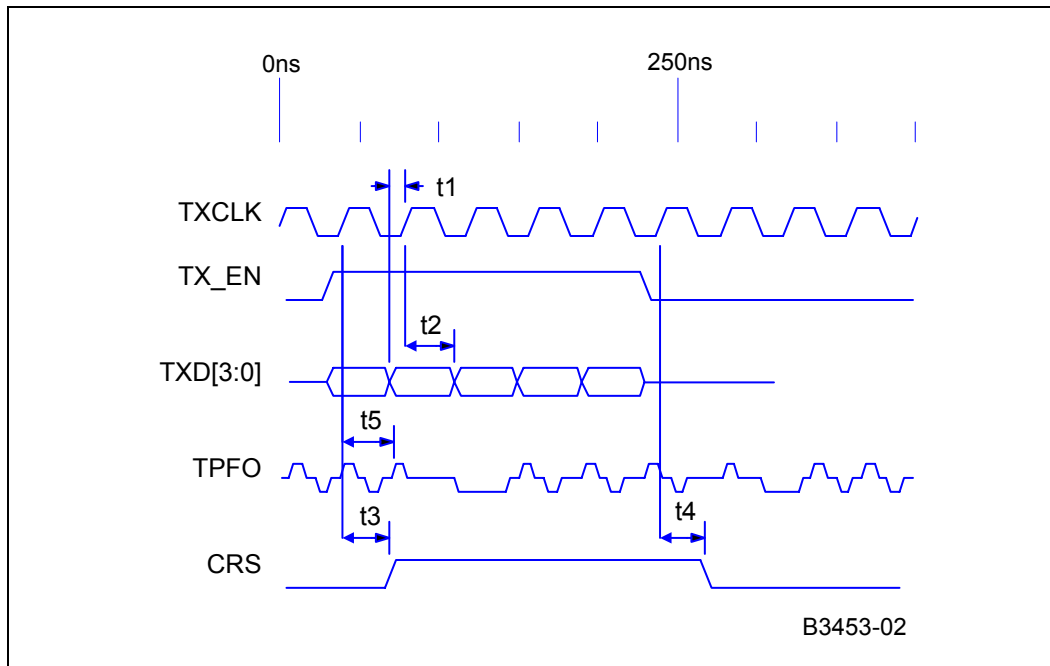 0ns 250ns
t1
TXCLK
TX_EN
t2
TXD[3:0]
t5
TPFO
t3 t4
CRS
B3453-02